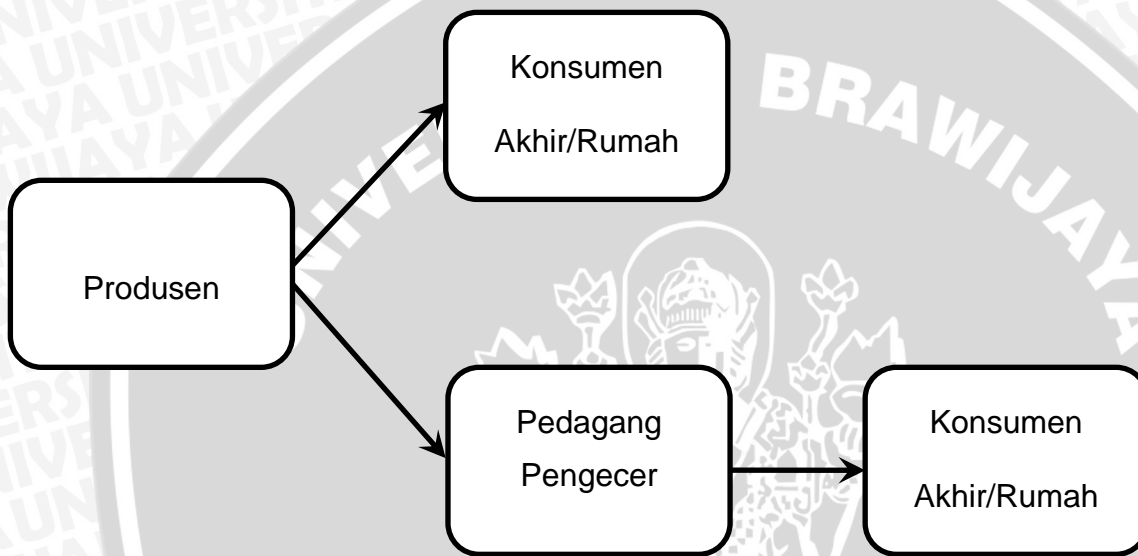 Konsumen
Akhir/Rumah
Produsen
Pedagang
Pengecer
Konsumen
Akhir/Rumah
BRAWIJAYA